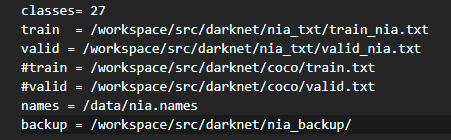 classes= 27
train  = /workspace/src/darknet/nia_txt/train_nia.txt
valid = /workspace/src/darknet/nia_txt/valid_nia.txt
#train = /workspace/src/darknet/coco/train.txt
#valid = /workspace/src/darknet/coco/valid.txt
names = /data/nia.names
backup = /workspace/src/darknet/nia_backup/